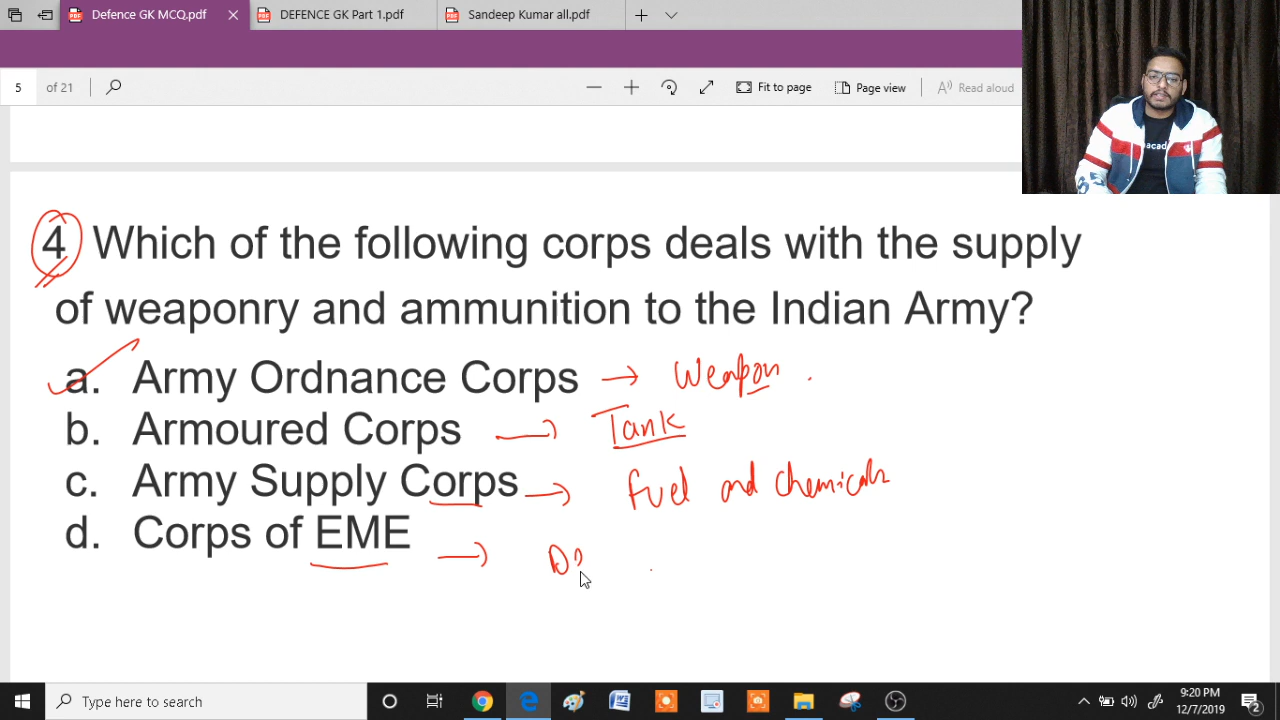 Defence GK MCQ.pdf
DEFENCE GK Part 1.pdf
Sandeep Kumar all.pdf
5 of 21
Fit to page
Page view
Read aloud
acad
4 Which of the following corps deals with the supply
of weaponry and ammunition to the Indian Army?
a. Army Ordnance Corps → Weapon .
b. Armoured Corps → Tank
c. Army Supply Corps → Fuel and chemicals
d. Corps of EME →
Type here to search
9:20 PM
12/7/2019
2